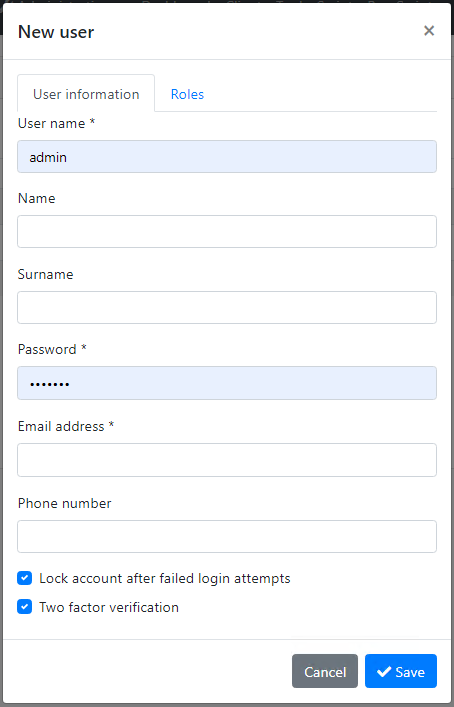 New user
×
User information
Roles
User name *
admin
Name
Surname
Password *
•••••••
Email address *
Phone number
Lock account after failed login attempts
Two factor verification
Cancel
Save